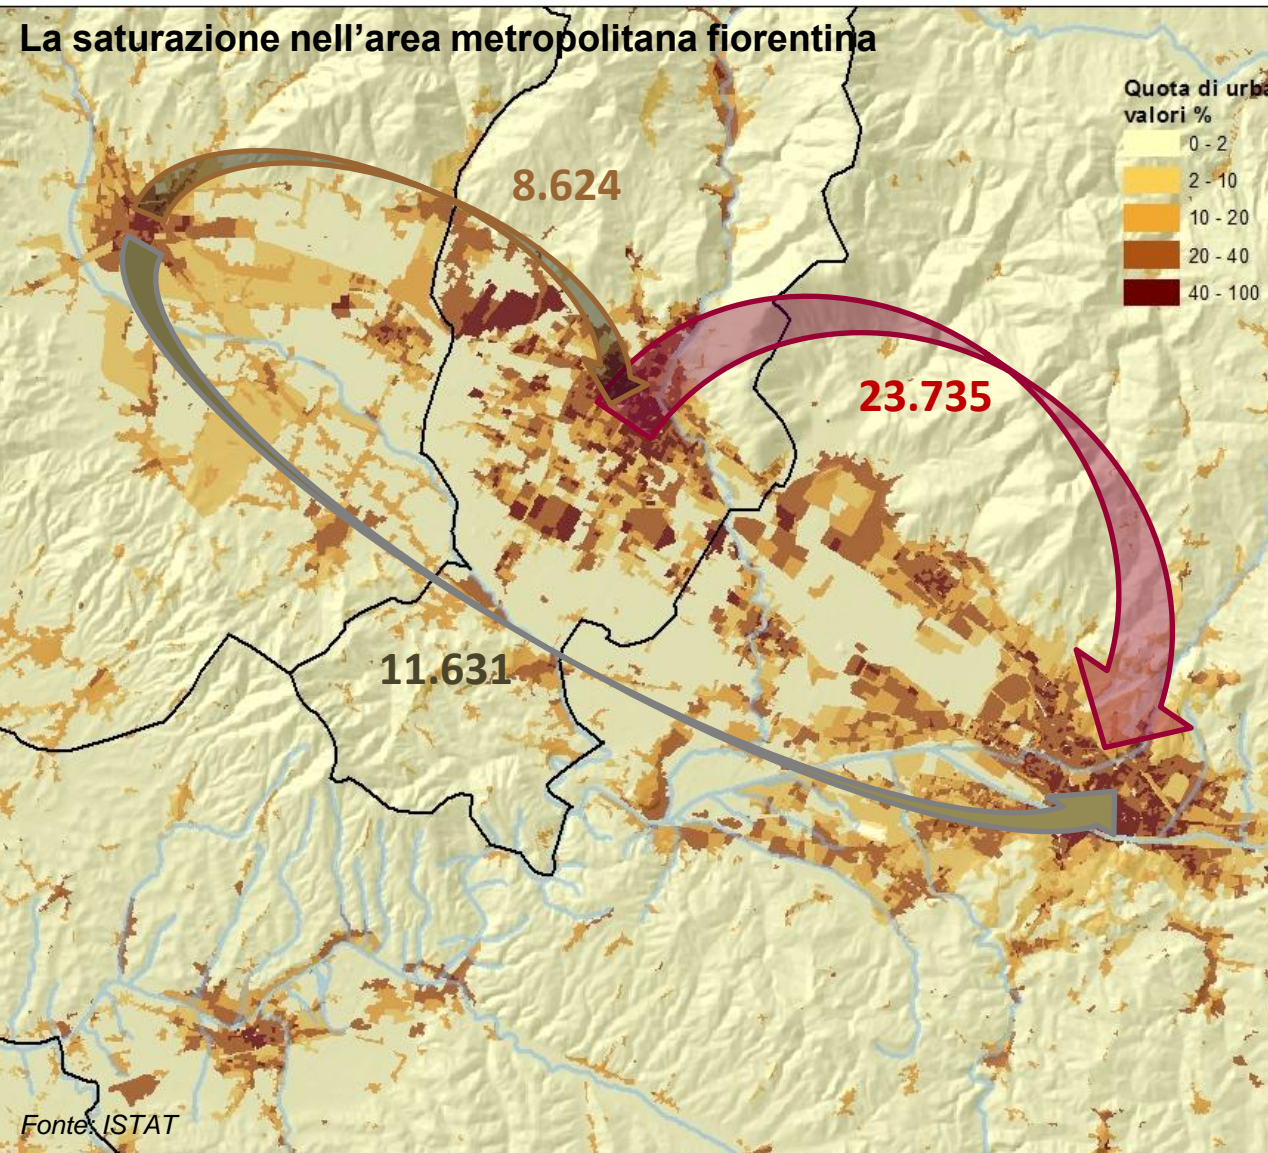 La saturazione nell’area metropolitana fiorentina
Quota di urba
valori %
0 - 2
2 - 10
10 - 20
20 - 40
40 - 100
8.624
23.735
11.631
Fonte: ISTAT